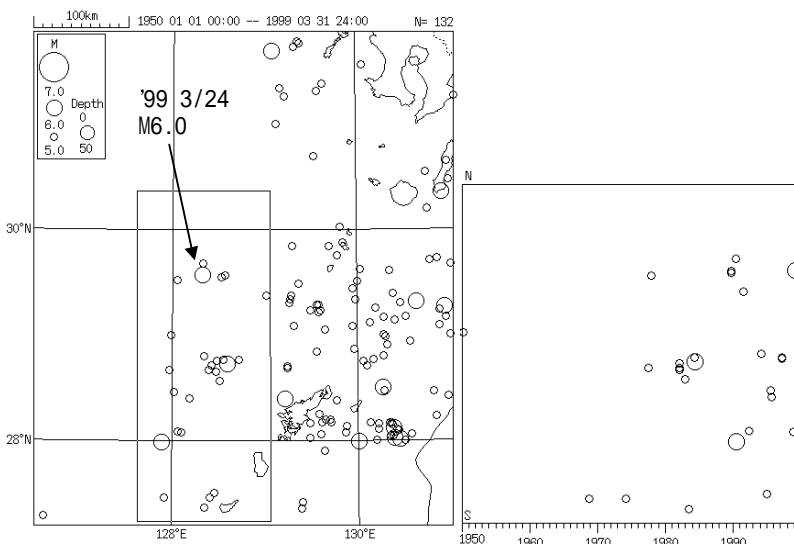 100km
1950 01 01 00:00 -- 1999 03 31 24:00 N= 132
M
7.0
6.0
5.0
Depth
0
50
'99 3/24
M6.0
30°N
28°N
128°E
130°E
N
S
1950
1960
1970
1980
1990